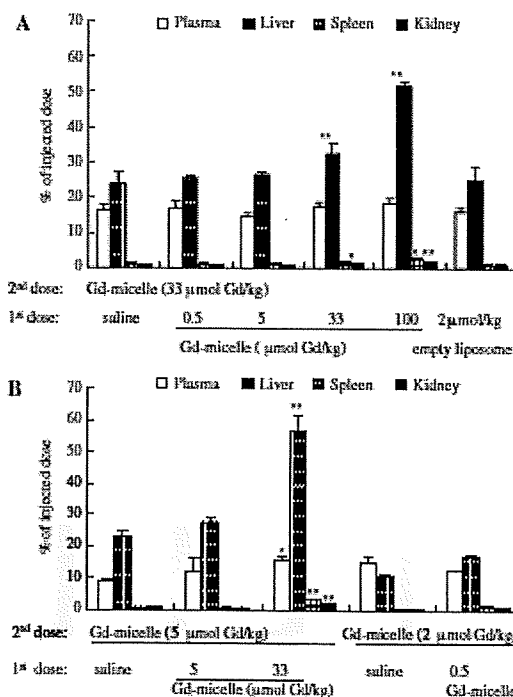 A
70
Plasma Liver Spleen Kidney
60
50
40
30
20
10
0
% of injected dose
** ** * * **
2nd dose: Gd-micelle (33 μmol Gd/kg)
1st dose: saline 0.5 5 33 100 2μmol/kg
Gd-micelle ( μmol Gd/kg) empty liposome
B
70
Plasma Liver Spleen Kidney
60
50
40
30
20
10
0
% of injected dose
* ** ** **
2nd dose: Gd-micelle (5 μmol Gd/kg) Gd-micelle (2 μmol Gd/kg
1st dose: saline 5 33 saline 0.5
Gd-micelle (μmol Gd/kg) Gd-micelle